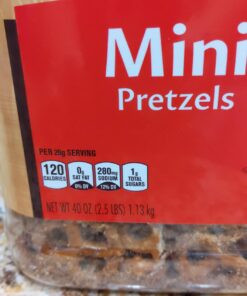 Mini
Pretzels
PER 28g SERVING
120 CALORIES
0g SAT FAT 0% DV
280mg SODIUM 12% DV
1g TOTAL SUGARS
NET WT 40 OZ (2.5 LBS) 1.13 kg